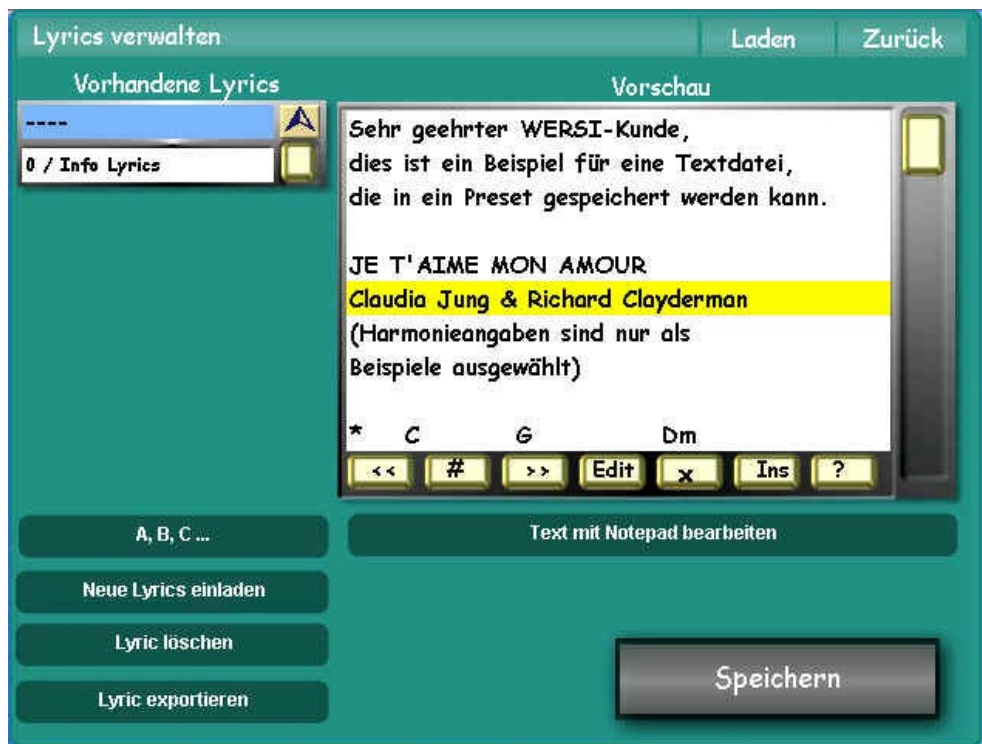 Lyrics verwalten
Laden
Zurück
Vorhandene Lyrics
----
0 / Info Lyrics
Vorschau
Sehr geehrter WERSI-Kunde,
dies ist ein Beispiel für eine Textdatei,
die in ein Preset gespeichert werden kann.
JE T'AIME MON AMOUR
Claudia Jung & Richard Clayderman
(Harmonieangaben sind nur als
Beispiele ausgewählt)
* C G Dm
<< # >> Edit x Ins ?
A, B, C ...
Neue Lyrics einladen
Lyric löschen
Lyric exportieren
Text mit Notepad bearbeiten
Speichern